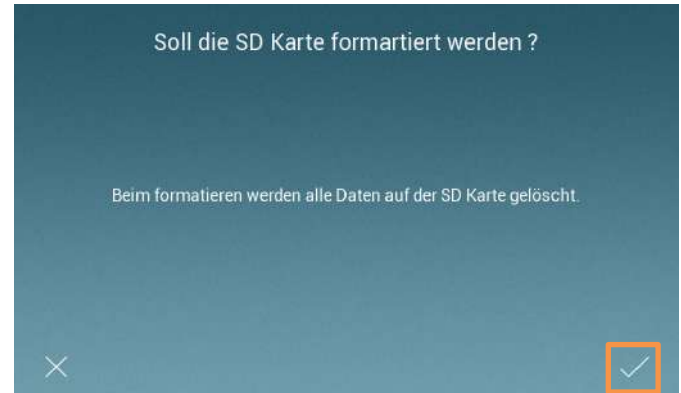 Soll die SD Karte formartiert werden ?
Beim formatieren werden alle Daten auf der SD Karte gelöscht.